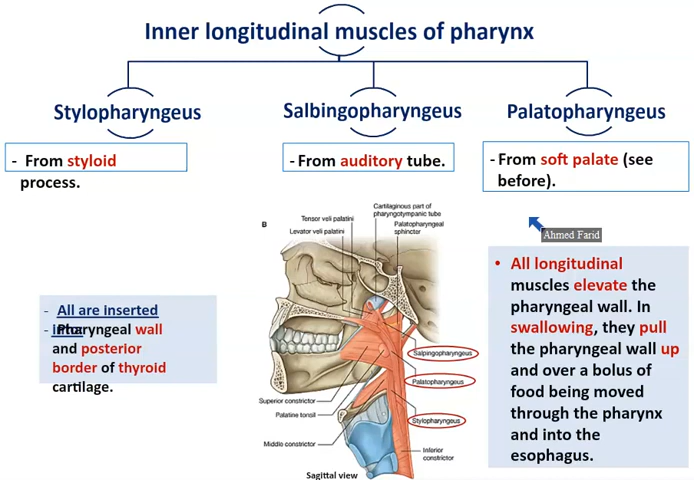 Inner longitudinal muscles of pharynx
Stylopharyngeus
Salbingopharyngeus
Palatopharyngeus
- From styloid
process.
- From auditory tube.
- From soft palate (see
before).
Ahmed Farid
- All are inserted
into:
- Pharyngeal wall
and posterior
border of thyroid
cartilage.
B
Cartilaginous part of
pharyngotympanic tube
Tensor veli palatini
Palatopharyngeal
sphincter
Levator veli palatini
Salpingopharyngeus
Palatopharyngeus
Superior constrictor
Palatine tonsil
Stylopharyngeus
Middle constrictor
Inferior
constrictor
Sagittal view
• All longitudinal
muscles elevate the
pharyngeal wall. In
swallowing, they pull
the pharyngeal wall up
and over a bolus of
food being moved
through the pharynx
and into the
esophagus.